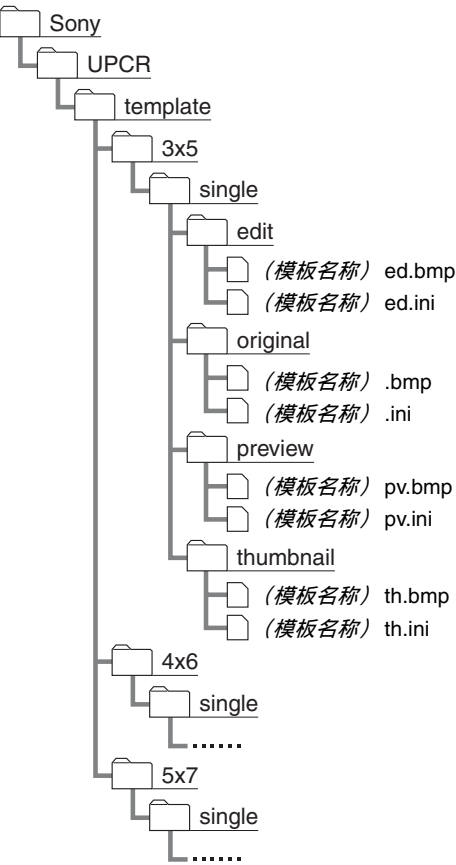 Sony
UPCR
template
3x5
single
edit
（模板名称）ed.bmp
（模板名称）ed.ini
original
（模板名称）.bmp
（模板名称）.ini
preview
（模板名称）pv.bmp
（模板名称）pv.ini
thumbnail
（模板名称）th.bmp
（模板名称）th.ini
4x6
single
......
5x7
single
......